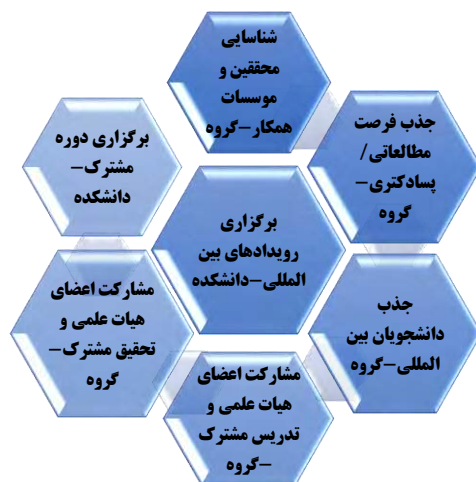 شناسایی
محققین و
موسسات
همکار–گروه
جذب فرصت
مطالعاتی/
پسادکتری–
گروه
جذب
دانشجویان بین
المللی–گروه
مشارکت اعضای
هیات علمی و
تدریس مشترک
–گروه
مشارکت اعضای
هیات علمی و
تحقیق مشترک–
گروه
برگزاری دوره
مشترک–
دانشکده
برگزاری
رویدادهای بین
المللی–دانشکده